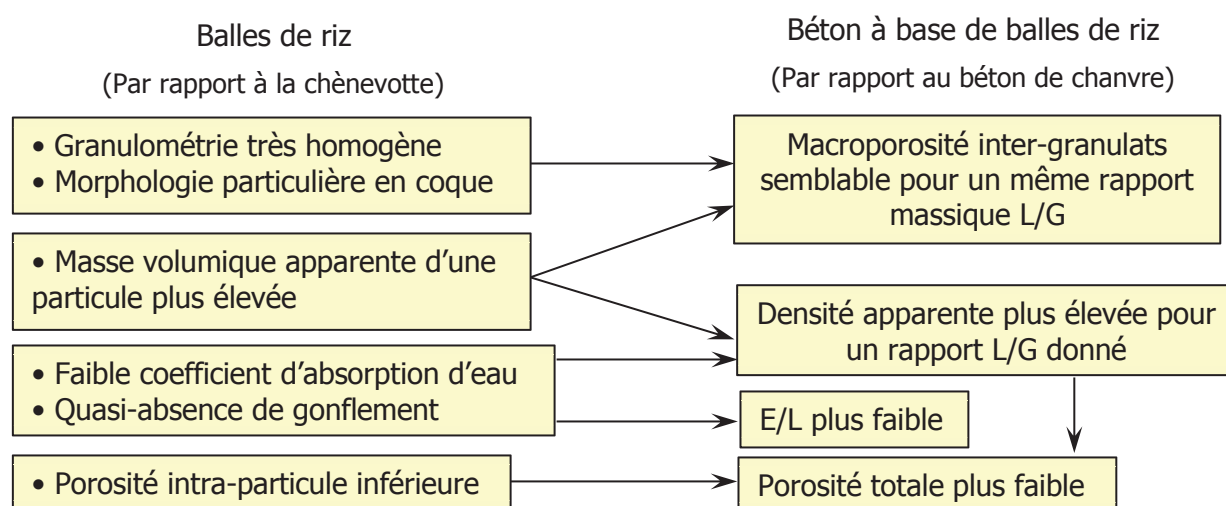 Balles de riz
(Par rapport à la chènevotte)
• Granulométrie très homogène
• Morphologie particulière en coque
• Masse volumique apparente d’une
particule plus élevée
• Faible coefficient d’absorption d’eau
• Quasi-absence de gonflement
• Porosité intra-particule inférieure
Béton à base de balles de riz
(Par rapport au béton de chanvre)
Macroporosité inter-granulats
semblable pour un même rapport
massique L/G
Densité apparente plus élevée pour
un rapport L/G donné
E/L plus faible
Porosité totale plus faible